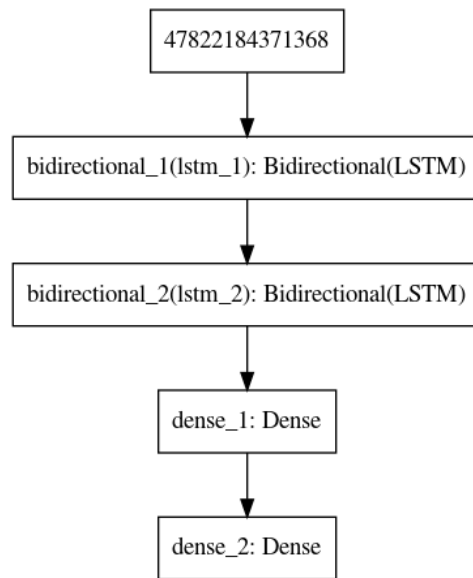 47822184371368
bidirectional_1(lstm_1): Bidirectional(LSTM)
bidirectional_2(lstm_2): Bidirectional(LSTM)
dense_1: Dense
dense_2: Dense